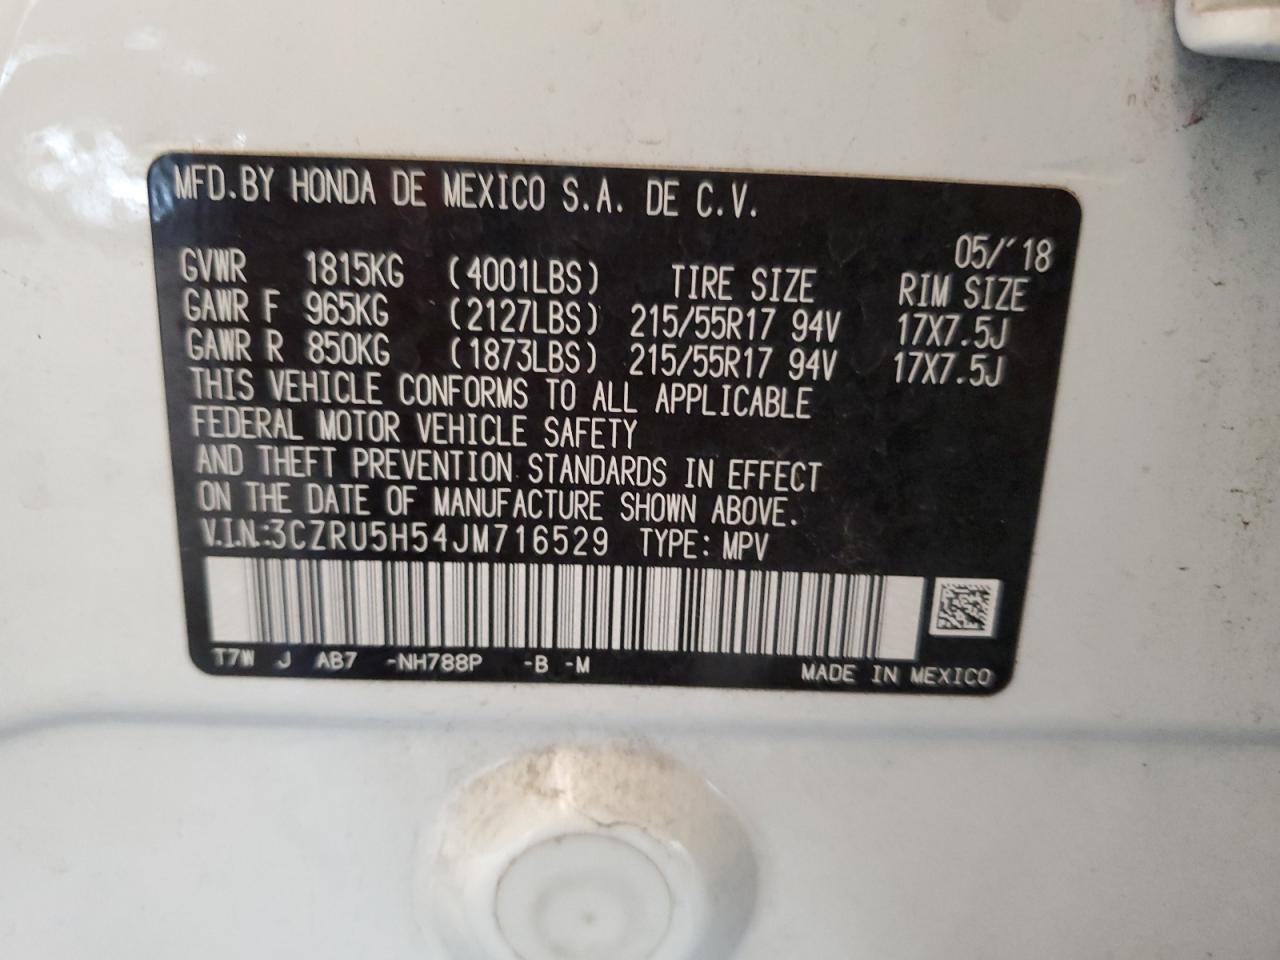 MFD.BY HONDA DE MEXICO S.A. DE C.V.
05/'18
GVWR 1815KG (4001LBS) TIRE SIZE RIM SIZE
GAWR F 965KG (2127LBS) 215/55R17 94V 17X7.5J
GAWR R 850KG (1873LBS) 215/55R17 94V 17X7.5J
THIS VEHICLE CONFORMS TO ALL APPLICABLE
FEDERAL MOTOR VEHICLE SAFETY
AND THEFT PREVENTION STANDARDS IN EFFECT
ON THE DATE OF MANUFACTURE SHOWN ABOVE.
V.I.N.:3CZRU5H54JM716529 TYPE: MPV
T7W J AB7 -NH788P -B -M MADE IN MEXICO